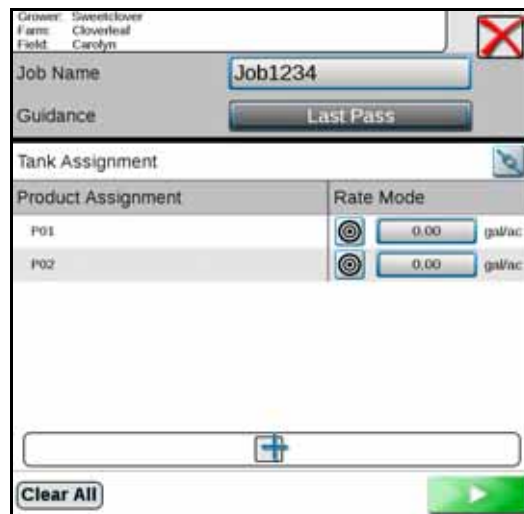 Grower: Sweetclover
Farm: Cloverleaf
Field: Carolyn
Job Name Job1234
Guidance Last Pass
Tank Assignment
Product Assignment Rate Mode
P01 0.00 gal/ac
P02 0.00 gal/ac
Clear All